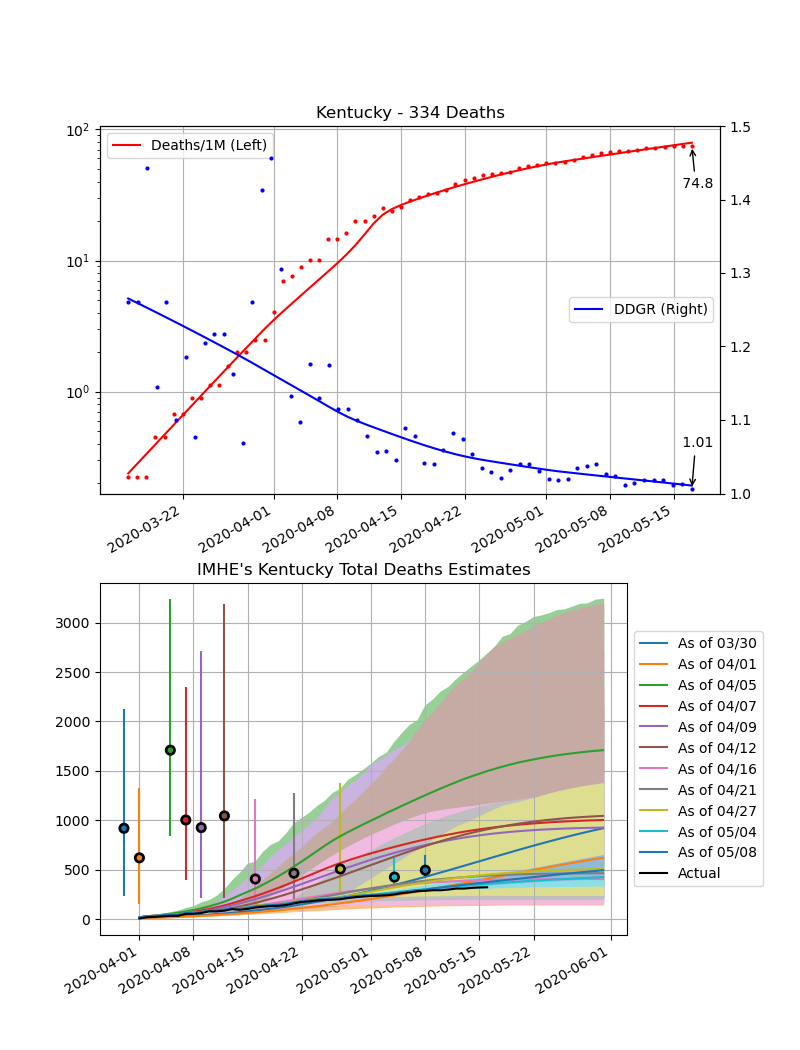 Kentucky - 334 Deaths
10²
10¹
10⁰
Deaths/1M (Left)
DDGR (Right)
74.8
1.01
1.5
1.4
1.3
1.2
1.1
1.0
2020-03-22
2020-04-01
2020-04-08
2020-04-15
2020-04-22
2020-05-01
2020-05-08
2020-05-15
IMHE's Kentucky Total Deaths Estimates
3000
2500
2000
1500
1000
500
0
2020-04-01
2020-04-08
2020-04-15
2020-04-22
2020-05-01
2020-05-08
2020-05-15
2020-05-22
2020-06-01
As of 03/30
As of 04/01
As of 04/05
As of 04/07
As of 04/09
As of 04/12
As of 04/16
As of 04/21
As of 04/27
As of 05/04
As of 05/08
Actual